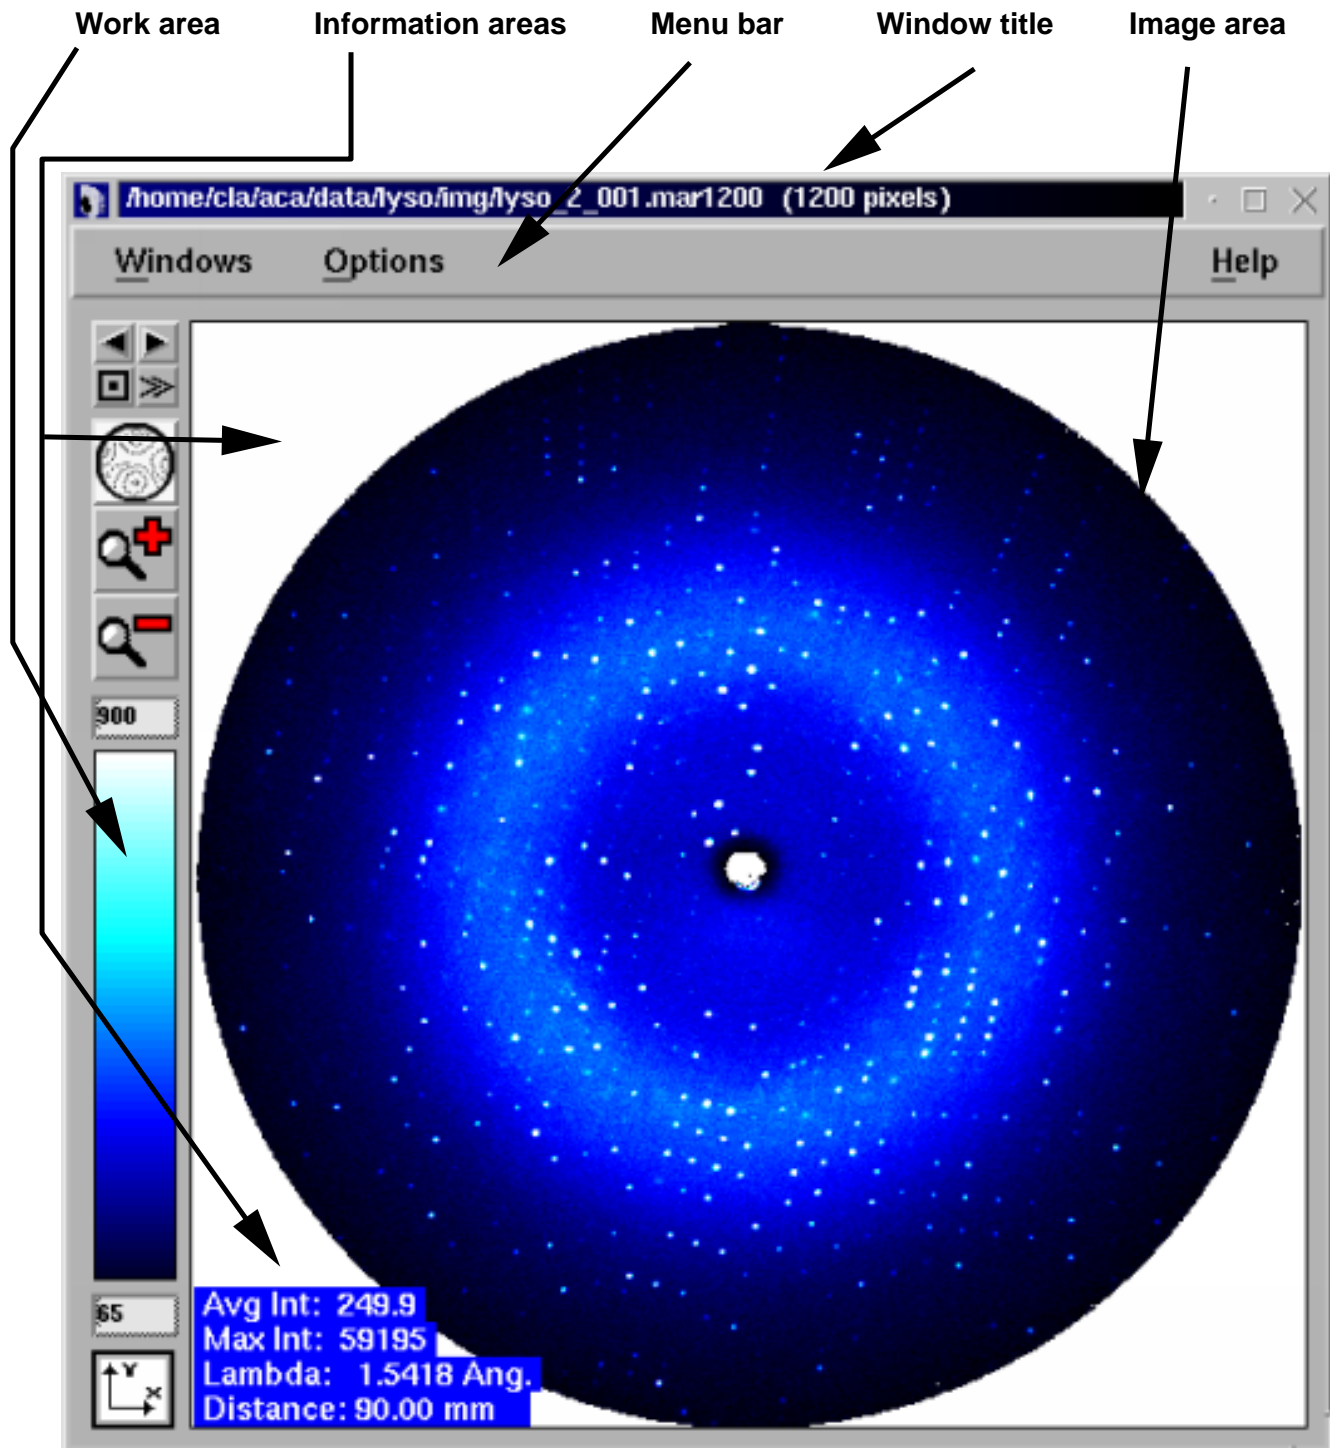 Work area Information areas Menu bar Window title Image area
/home/cla/aca/data/lyso/img/lyso_2_001.mar1200 (1200 pixels)
Windows Options Help
900
65
Y
X
Avg Int: 249.9
Max Int: 59195
Lambda: 1.5418 Ang.
Distance: 90.00 mm